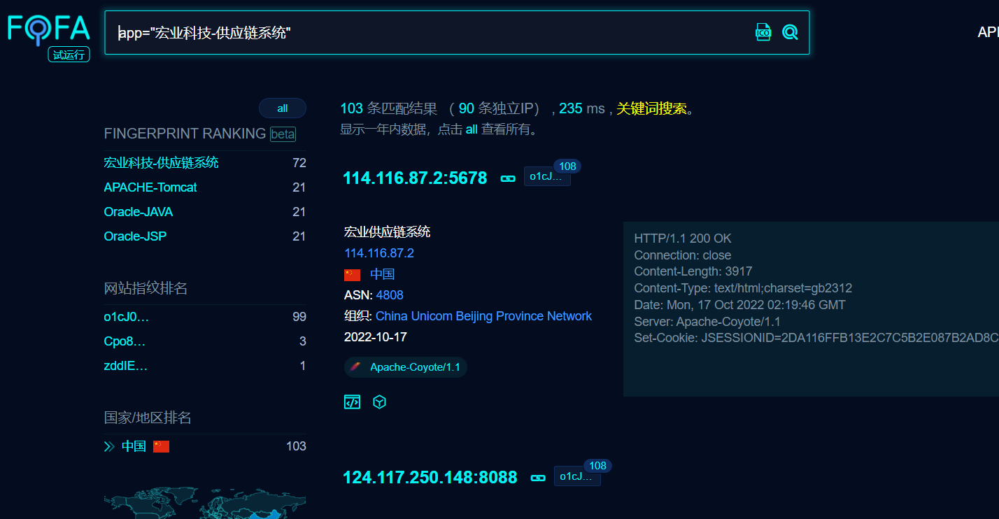 FOFA
试运行
app="宏业科技-供应链系统"
ICO
API
all
FINGERPRINT RANKING beta
宏业科技-供应链系统 72
APACHE-Tomcat 21
Oracle-JAVA 21
Oracle-JSP 21
网站指纹排名
o1cJ0… 99
Cpo8… 3
zddIE… 1
国家/地区排名
中国 103
103 条匹配结果 （ 90 条独立IP） , 235 ms , 关键词搜索。
显示一年内数据，点击 all 查看所有。
114.116.87.2:5678 o1cJ… 108
宏业供应链系统
114.116.87.2
中国
ASN: 4808
组织: China Unicom Beijing Province Network
2022-10-17
Apache-Coyote/1.1
HTTP/1.1 200 OK
Connection: close
Content-Length: 3917
Content-Type: text/html;charset=gb2312
Date: Mon, 17 Oct 2022 02:19:46 GMT
Server: Apache-Coyote/1.1
Set-Cookie: JSESSIONID=2DA116FFB13E2C7C5B2E087B2AD8C
124.117.250.148:8088 o1cJ… 108